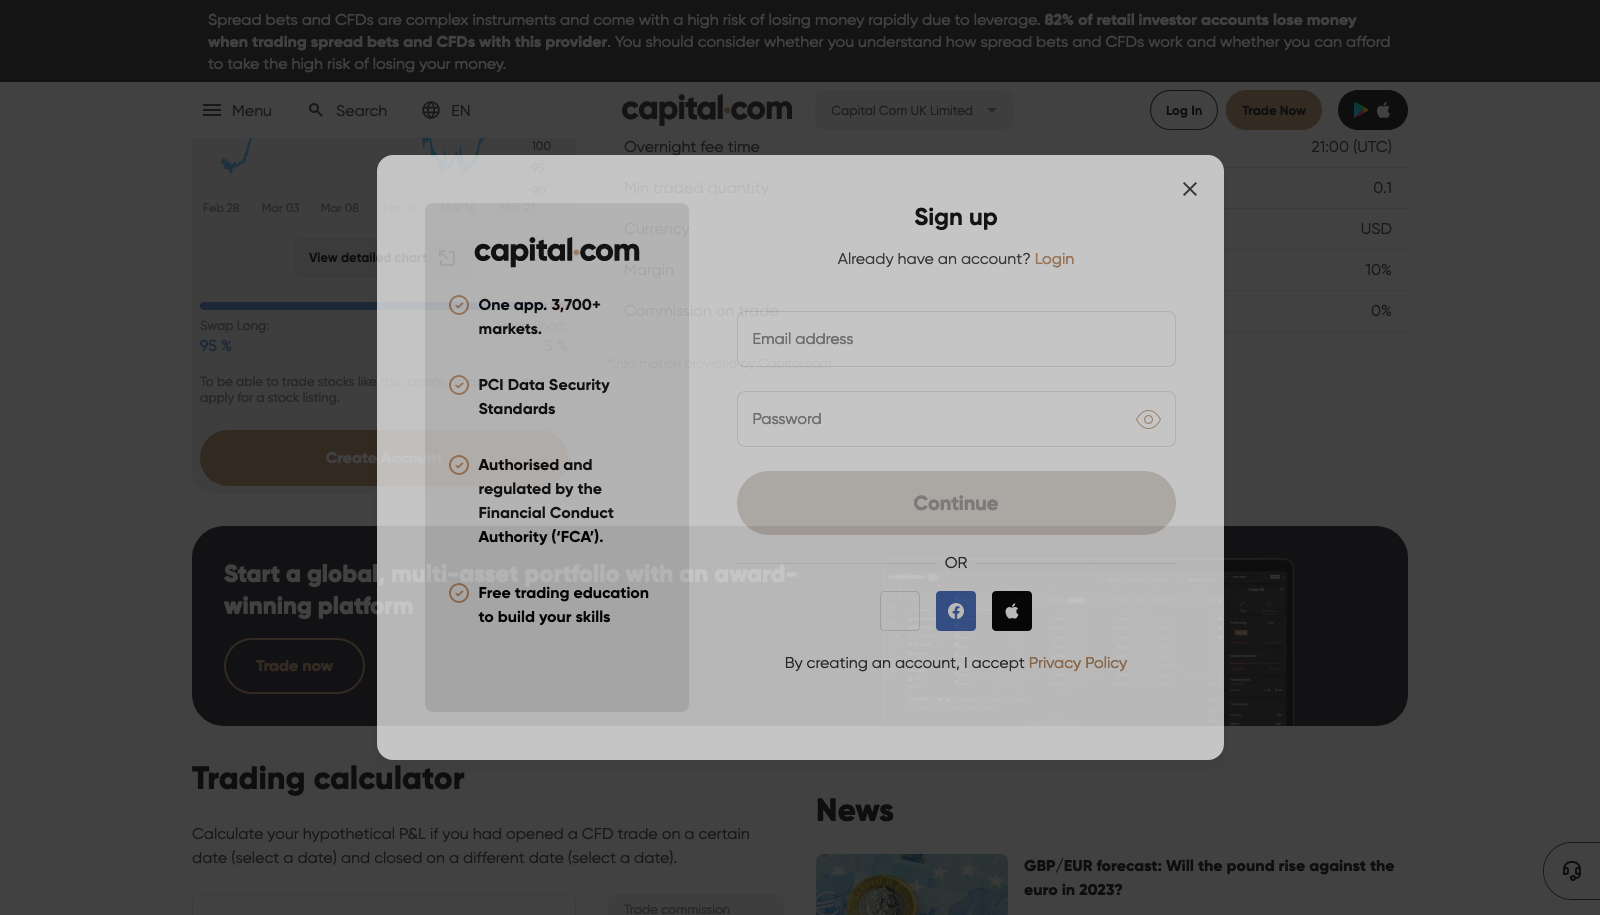 Spread bets and CFDs are complex instruments and come with a high risk of losing money rapidly due to leverage. 82% of retail investor accounts lose money
when trading spread bets and CFDs with this provider. You should consider whether you understand how spread bets and CFDs work and whether you can afford
to take the high risk of losing your money.
Menu
Search
EN
capital.com
Capital Com UK Limited
Log In
Trade Now
100
95
90
Feb 28
Mar 03
Mar 08
Mar 21
View detailed chart
Swap Long:
95 %
5 %
To be able to trade stocks like this, create
apply for a stock listing.
Create Account
Overnight fee time
21:00 (UTC)
Min traded quantity
0.1
Currency
USD
Margin
10%
Commission on trade
0%
*Information provided by Capital.com
capital.com
One app. 3,700+
markets.
PCI Data Security
Standards
Authorised and
regulated by the
Financial Conduct
Authority (‘FCA’).
Free trading education
to build your skills
Sign up
Already have an account? Login
Email address
Password
Continue
OR
By creating an account, I accept Privacy Policy
Start a global, multi-asset portfolio with an award-
winning platform
Trade now
Trading calculator
Calculate your hypothetical P&L if you had opened a CFD trade on a certain
date (select a date) and closed on a different date (select a date).
Trade commission
News
GBP/EUR forecast: Will the pound rise against the
euro in 2023?